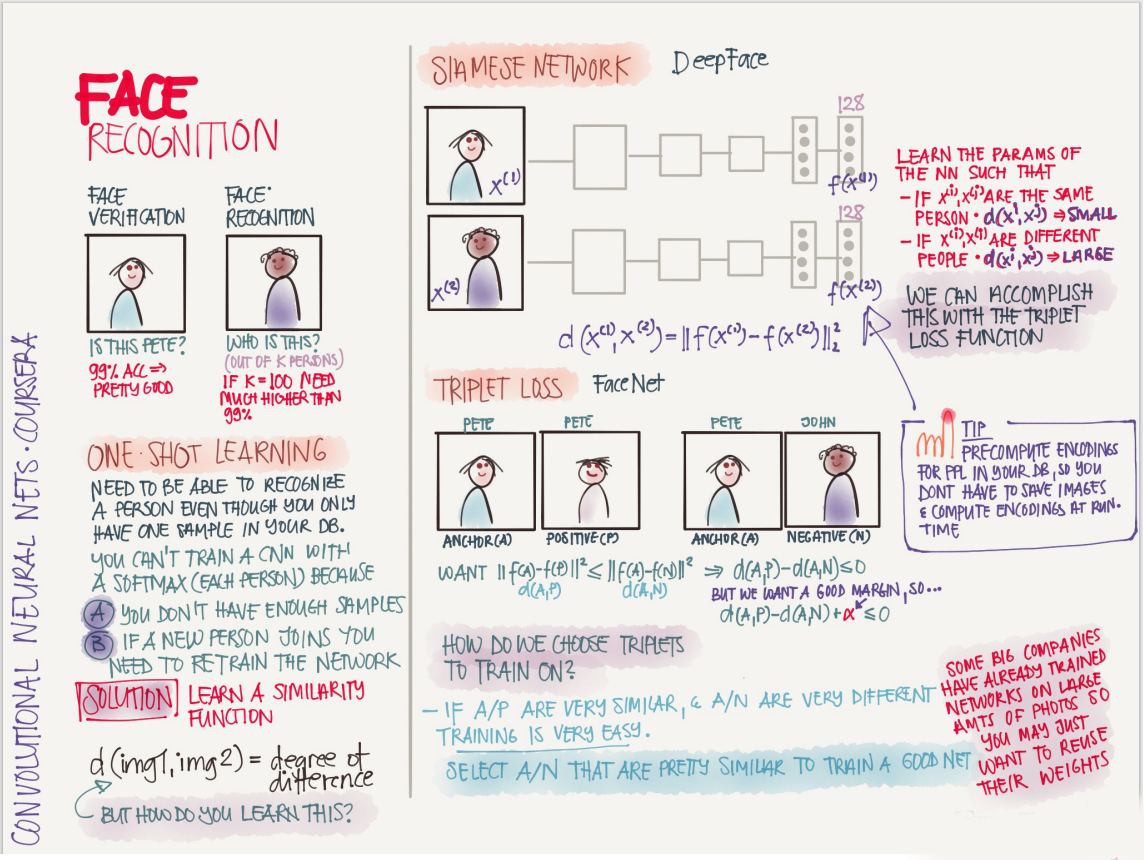 CONVOLUTIONAL NEURAL NETS · COURSERA
FACE
RECOGNITION
FACE
VERIFICATION
IS THIS PETE?
99% ACC ⇒
PRETTY GOOD
FACE·
RECOGNITION
WHO IS THIS?
(OUT OF K PERSONS)
IF K=100 NEED
MUCH HIGHER THAN
99%
ONE·SHOT LEARNING
NEED TO BE ABLE TO RECOGNIZE
A PERSON EVEN THOUGH YOU ONLY
HAVE ONE SAMPLE IN YOUR DB.
YOU CAN'T TRAIN A CNN WITH
A SOFTMAX (EACH PERSON) BECAUSE
A YOU DON'T HAVE ENOUGH SAMPLES
B IF A NEW PERSON JOINS YOU
NEED TO RETRAIN THE NETWORK
SOLUTION LEARN A SIMILARITY
FUNCTION
d(img1,img2) = degree of
difference
BUT HOW DO YOU LEARN THIS?
SIAMESE NETWORK DeepFace
128
x⁽¹⁾ f(x⁽¹⁾)
128
x⁽²⁾ f(x⁽²⁾)
d(x⁽¹⁾,x⁽²⁾)=||f(x⁽¹⁾)-f(x⁽²⁾)||²₂
LEARN THE PARAMS OF
THE NN SUCH THAT
- IF x⁽ⁱ⁾,x⁽ʲ⁾ ARE THE SAME
PERSON · d(xⁱ,xʲ) ⇒ SMALL
- IF x⁽ⁱ⁾,x⁽ʲ⁾ ARE DIFFERENT
PEOPLE · d(xⁱ,xʲ) ⇒ LARGE
WE CAN ACCOMPLISH
THIS WITH THE TRIPLET
LOSS FUNCTION
TIP
PRECOMPUTE ENCODINGS
FOR PPL IN YOUR DB, SO YOU
DONT HAVE TO SAVE IMAGES
& COMPUTE ENCODINGS AT RUN-
TIME
TRIPLET LOSS FaceNet
PETE PETE PETE JOHN
ANCHOR(A) POSITIVE(P) ANCHOR(A) NEGATIVE(N)
WANT ||f(A)-f(P)||² ≤ ||f(A)-f(N)||² ⇒ d(A,P)-d(A,N)≤0
d(A,P) d(A,N) BUT WE WANT A GOOD MARGIN, SO...
d(A,P)-d(A,N)+α ≤0
HOW DO WE CHOOSE TRIPLETS
TO TRAIN ON?
- IF A/P ARE VERY SIMILAR, & A/N ARE VERY DIFFERENT
TRAINING IS VERY EASY.
SELECT A/N THAT ARE PRETTY SIMILAR TO TRAIN A GOOD NET
SOME BIG COMPANIES
HAVE ALREADY TRAINED
NETWORKS ON LARGE
AMTS OF PHOTOS SO
YOU MAY JUST
WANT TO REUSE
THEIR WEIGHTS